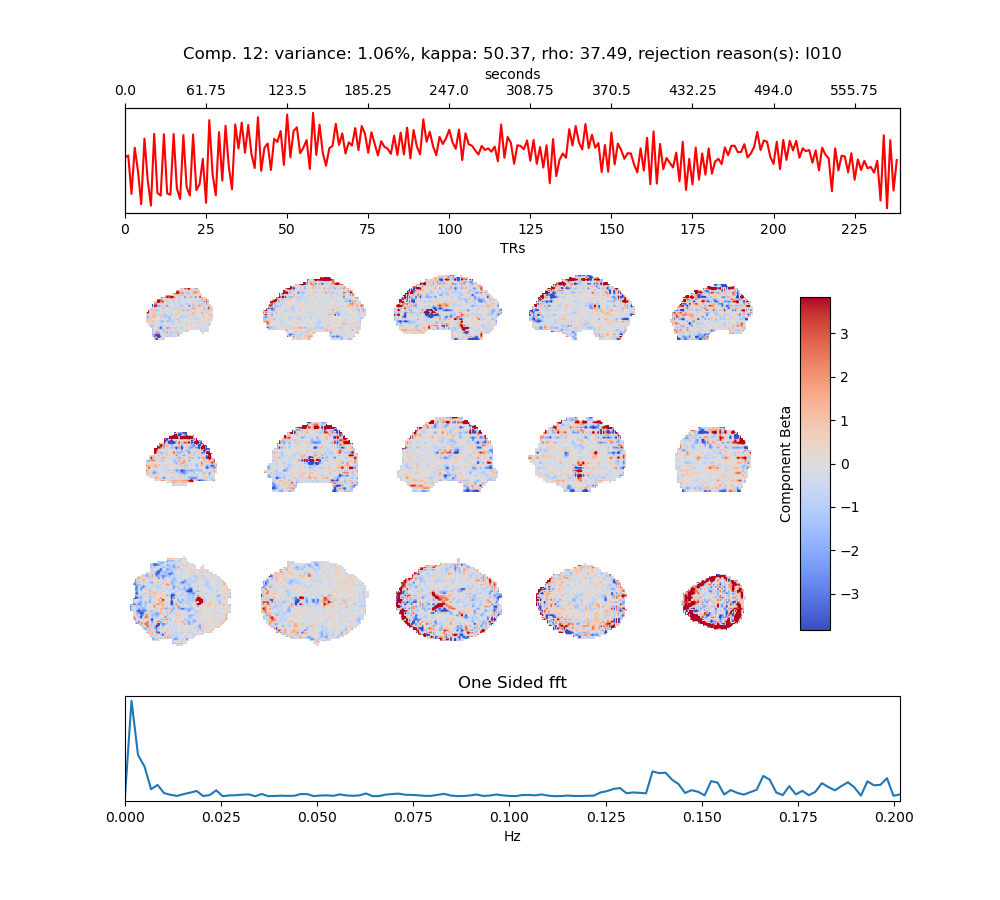 Comp. 12: variance: 1.06%, kappa: 50.37, rho: 37.49, rejection reason(s): I010
seconds
0.0 61.75 123.5 185.25 247.0 308.75 370.5 432.25 494.0 555.75
0 25 50 75 100 125 150 175 200 225
TRs
3
2
1
0
−1
−2
−3
Component Beta
One Sided fft
0.000 0.025 0.050 0.075 0.100 0.125 0.150 0.175 0.200
Hz